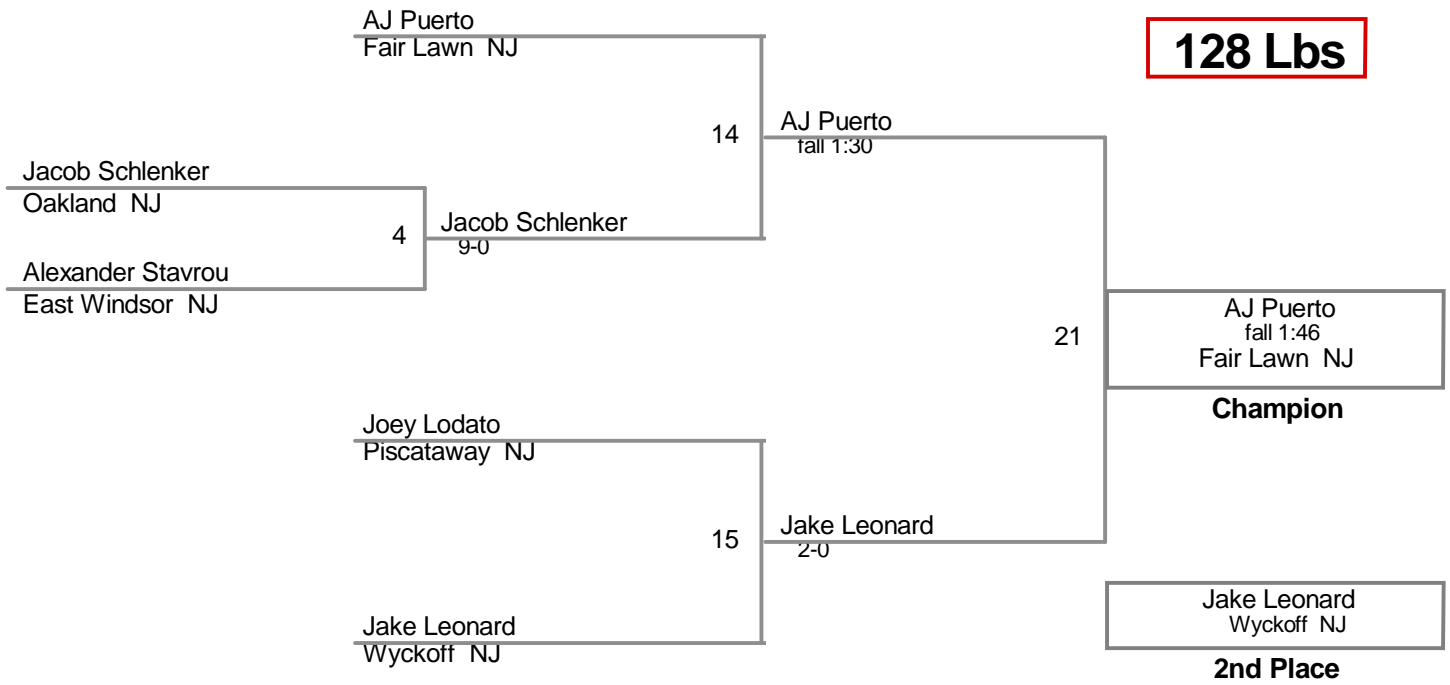 AJ Puerto
Fair Lawn NJ
128 Lbs
14
AJ Puerto
fall 1:30
Jacob Schlenker
Oakland NJ
4
Jacob Schlenker
9-0
Alexander Stavrou
East Windsor NJ
21
AJ Puerto
fall 1:46
Fair Lawn NJ
Champion
Joey Lodato
Piscataway NJ
15
Jake Leonard
2-0
Jake Leonard
Wyckoff NJ
Jake Leonard
Wyckoff NJ
2nd Place